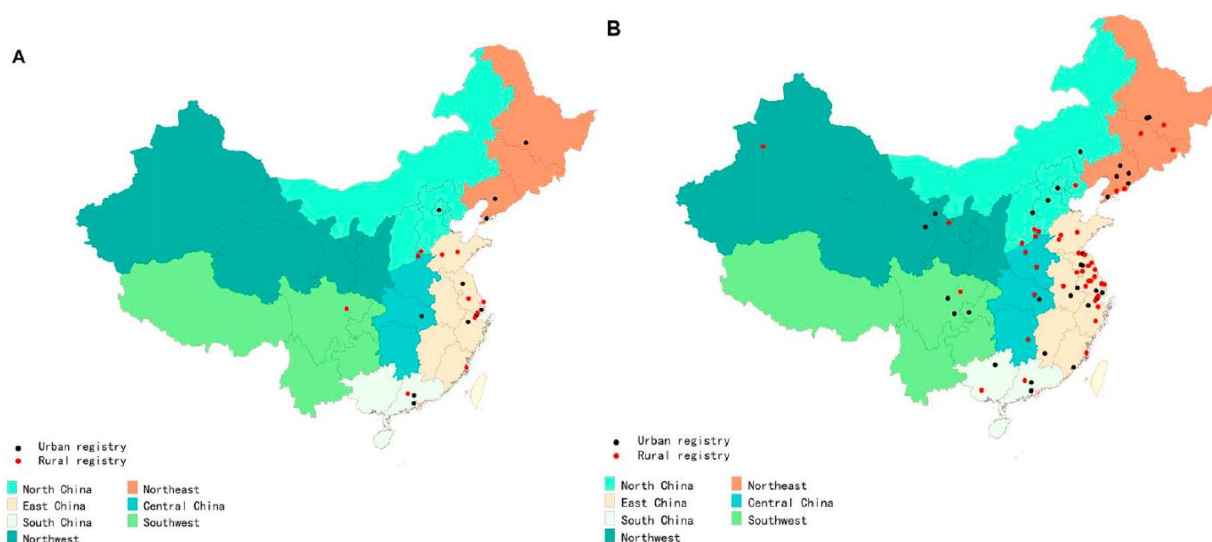 A
Urban registry
Rural registry
North China Northeast
East China Central China
South China Southwest
Northwest
B
Urban registry
Rural registry
North China Northeast
East China Central China
South China Southwest
Northwest